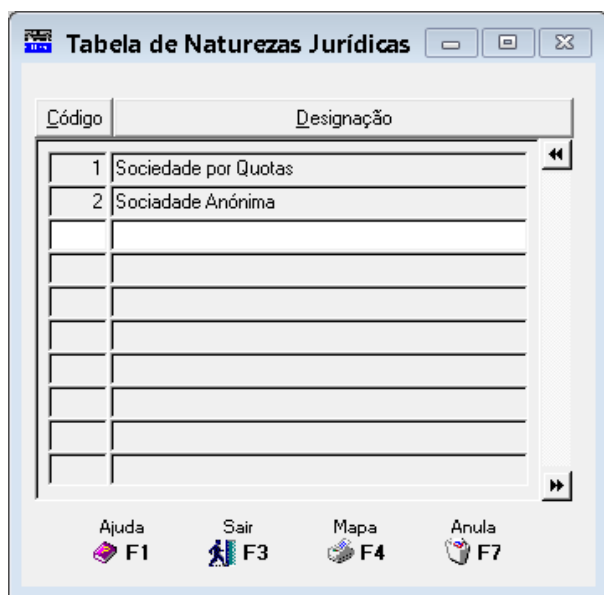 Tabela de Naturezas Jurídicas
Código Designação
1 Sociedade por Quotas
2 Sociadade Anónima
Ajuda Sair Mapa Anula
F1 F3 F4 F7